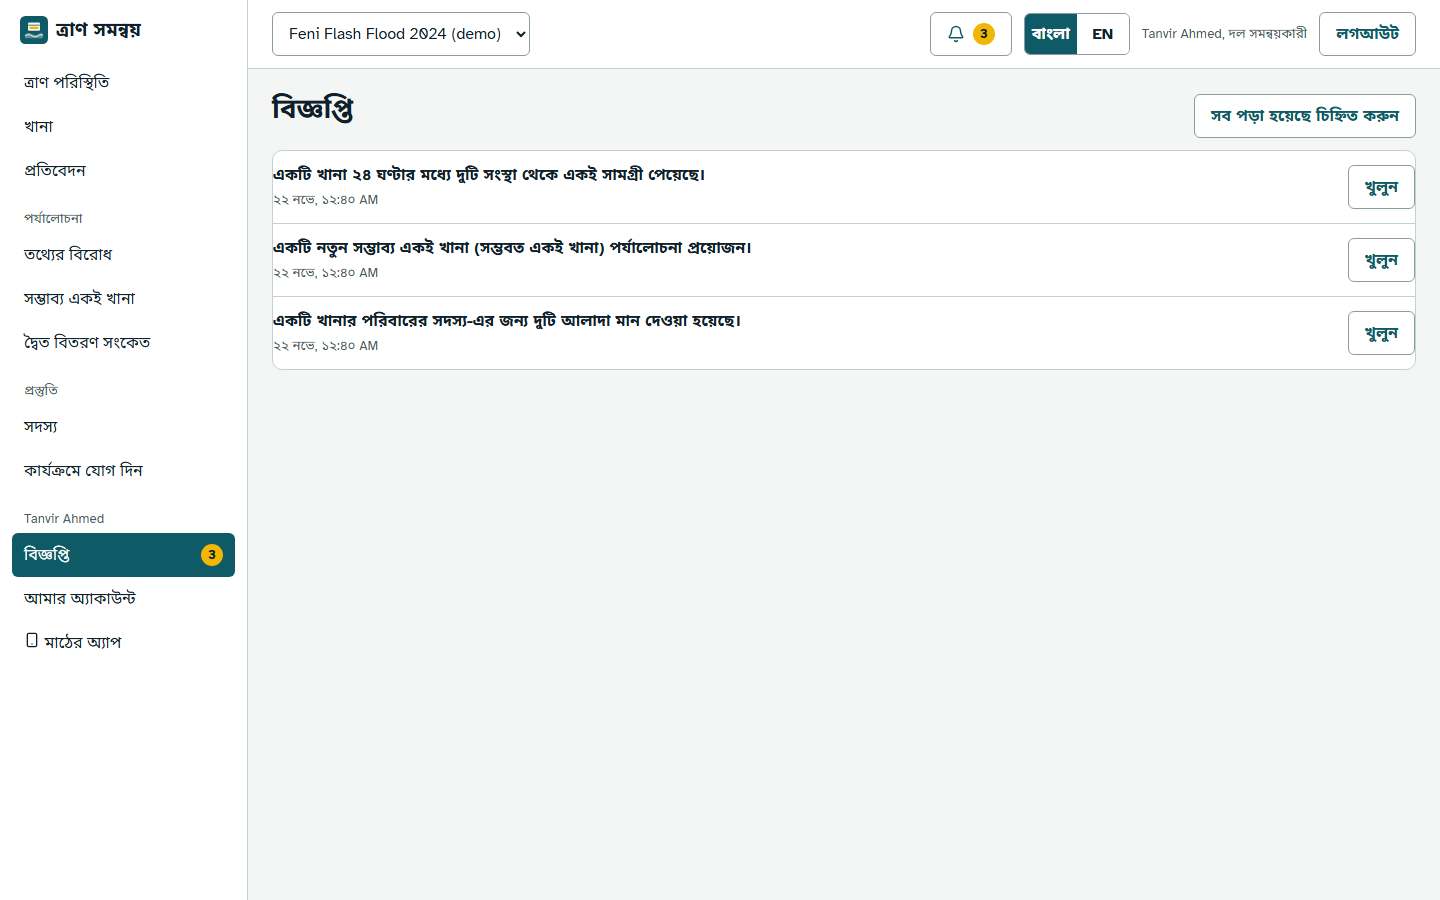 ত্রাণ সমন্বয়
Feni Flash Flood 2024 (demo)
3
বাংলা
EN
Tanvir Ahmed, দল সমন্বয়কারী
লগআউট
ত্রাণ পরিস্থিতি
খানা
প্রতিবেদন
পর্যালোচনা
তথ্যের বিরোধ
সম্ভাব্য একই খানা
দ্বৈত বিতরণ সংকেত
প্রস্তুতি
সদস্য
কার্যক্রমে যোগ দিন
Tanvir Ahmed
বিজ্ঞপ্তি
3
আমার অ্যাকাউন্ট
মাঠের অ্যাপ
বিজ্ঞপ্তি
সব পড়া হয়েছে চিহ্নিত করুন
একটি খানা ২৪ ঘণ্টার মধ্যে দুটি সংস্থা থেকে একই সামগ্রী পেয়েছে।
২২ নভে, ১২:৪০ AM
খুলুন
একটি নতুন সম্ভাব্য একই খানা (সম্ভবত একই খানা) পর্যালোচনা প্রয়োজন।
২২ নভে, ১২:৪০ AM
খুলুন
একটি খানার পরিবারের সদস্য-এর জন্য দুটি আলাদা মান দেওয়া হয়েছে।
২২ নভে, ১২:৪০ AM
খুলুন